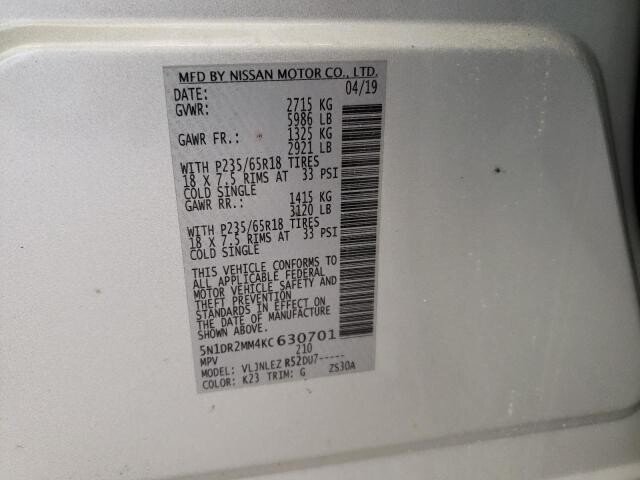 MFD BY NISSAN MOTOR CO., LTD.
DATE: 04/19
GVWR: 2715 KG
5986 LB
GAWR FR.: 1325 KG
2921 LB
WITH P235/65R18 TIRES
18 X 7.5 RIMS AT 33 PSI
COLD SINGLE
GAWR RR.: 1415 KG
3120 LB
WITH P235/65R18 TIRES
18 X 7.5 RIMS AT 33 PSI
COLD SINGLE
THIS VEHICLE CONFORMS TO
ALL APPLICABLE FEDERAL
MOTOR VEHICLE SAFETY AND
THEFT PREVENTION
STANDARDS IN EFFECT ON
THE DATE OF MANUFACTURE
SHOWN ABOVE.
5N1DR2MM4KC630701
MPV 210
MODEL: VLJNLEZ R52DU7-----
COLOR: K23 TRIM: G ZS30A